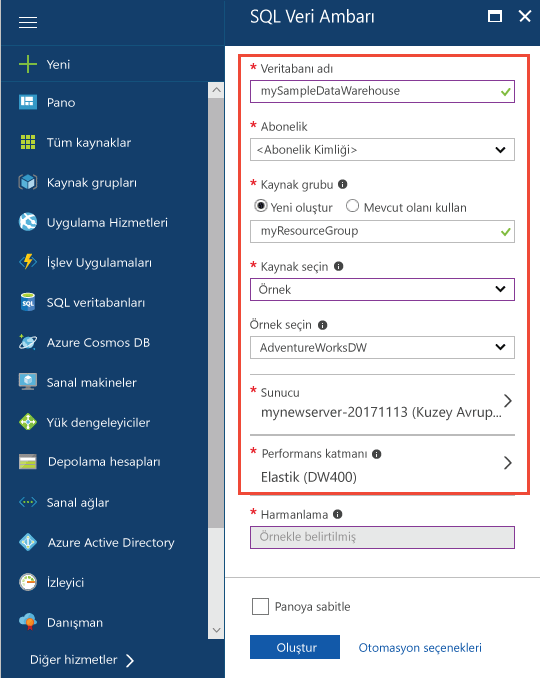 SQL Veri Ambarı
Yeni
Pano
Tüm kaynaklar
Kaynak grupları
Uygulama Hizmetleri
İşlev Uygulamaları
SQL veritabanları
Azure Cosmos DB
Sanal makineler
Yük dengeleyiciler
Depolama hesapları
Sanal ağlar
Azure Active Directory
İzleyici
Danışman
Diğer hizmetler
* Veritabanı adı
mySampleDataWarehouse
* Abonelik
<Abonelik Kimliği>
* Kaynak grubu
Yeni oluştur Mevcut olanı kullan
myResourceGroup
* Kaynak seçin
Örnek
Örnek seçin
AdventureWorksDW
* Sunucu
mynewserver-20171113 (Kuzey Avrup...
* Performans katmanı
Elastik (DW400)
* Harmanlama
Örnekle belirtilmiş
Panoya sabitle
Oluştur Otomasyon seçenekleri